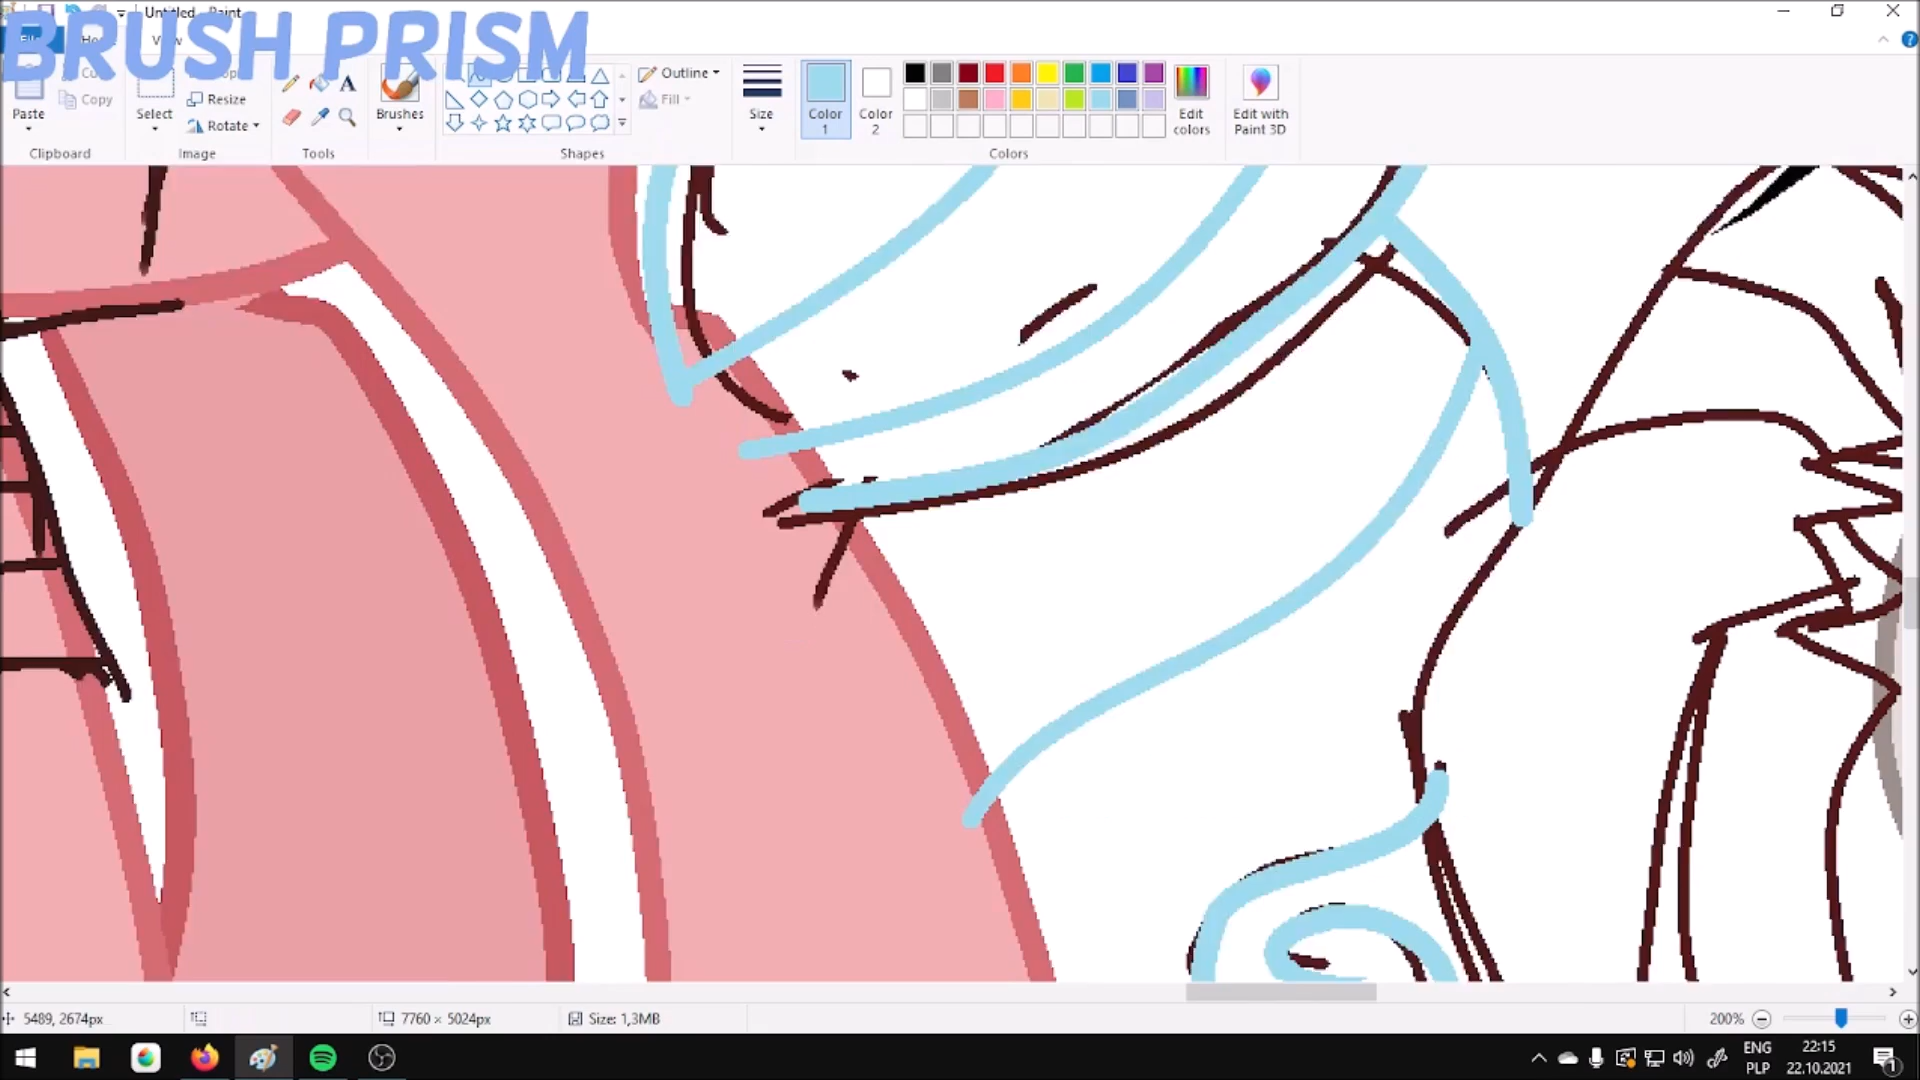 Untitled - Paint
BRUSH PRISM
View
Copy
Resize
Rotate
Paste
Select
Brushes
Outline
Fill
Size
Color 1
Color 2
Edit colors
Edit with Paint 3D
Clipboard
Image
Tools
Shapes
Colors
5489, 2674px
7760 × 5024px
Size: 1,3MB
200%
ENG
PLP
22:15
22.10.2021
1